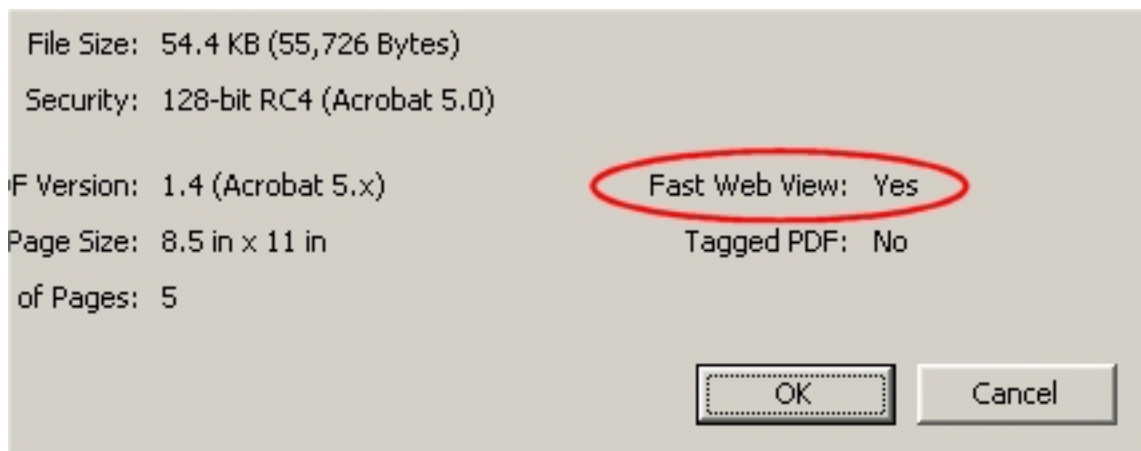 File Size: 54.4 KB (55,726 Bytes)
Security: 128-bit RC4 (Acrobat 5.0)
F Version: 1.4 (Acrobat 5.x) Fast Web View: Yes
Page Size: 8.5 in x 11 in Tagged PDF: No
of Pages: 5
OK Cancel